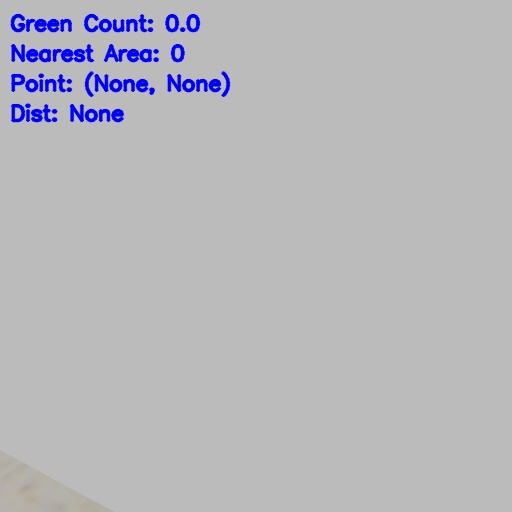 Green Count: 0.0
Nearest Area: 0
Point: (None, None)
Dist: None